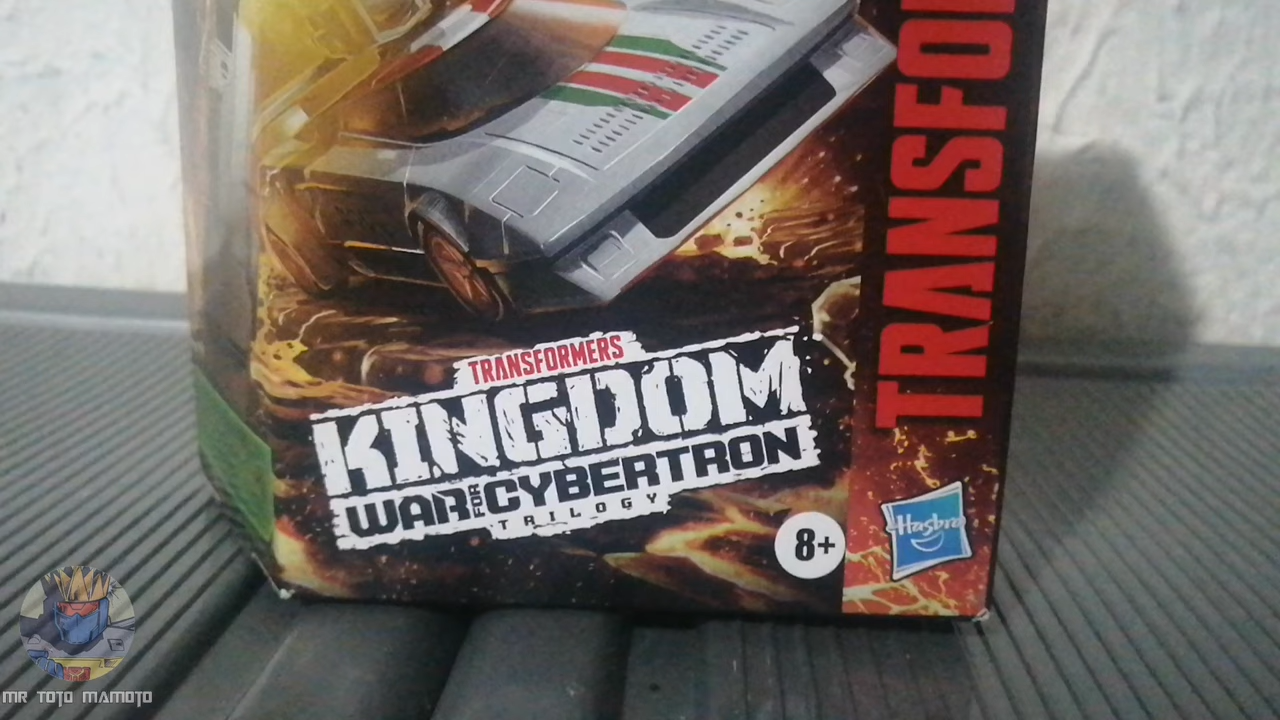 TRANSFOR
TRANSFORMERS
KINGDOM
WAR FOR CYBERTRON
TRILOGY
8+
Hasbro
MR TOTO MAMOTO